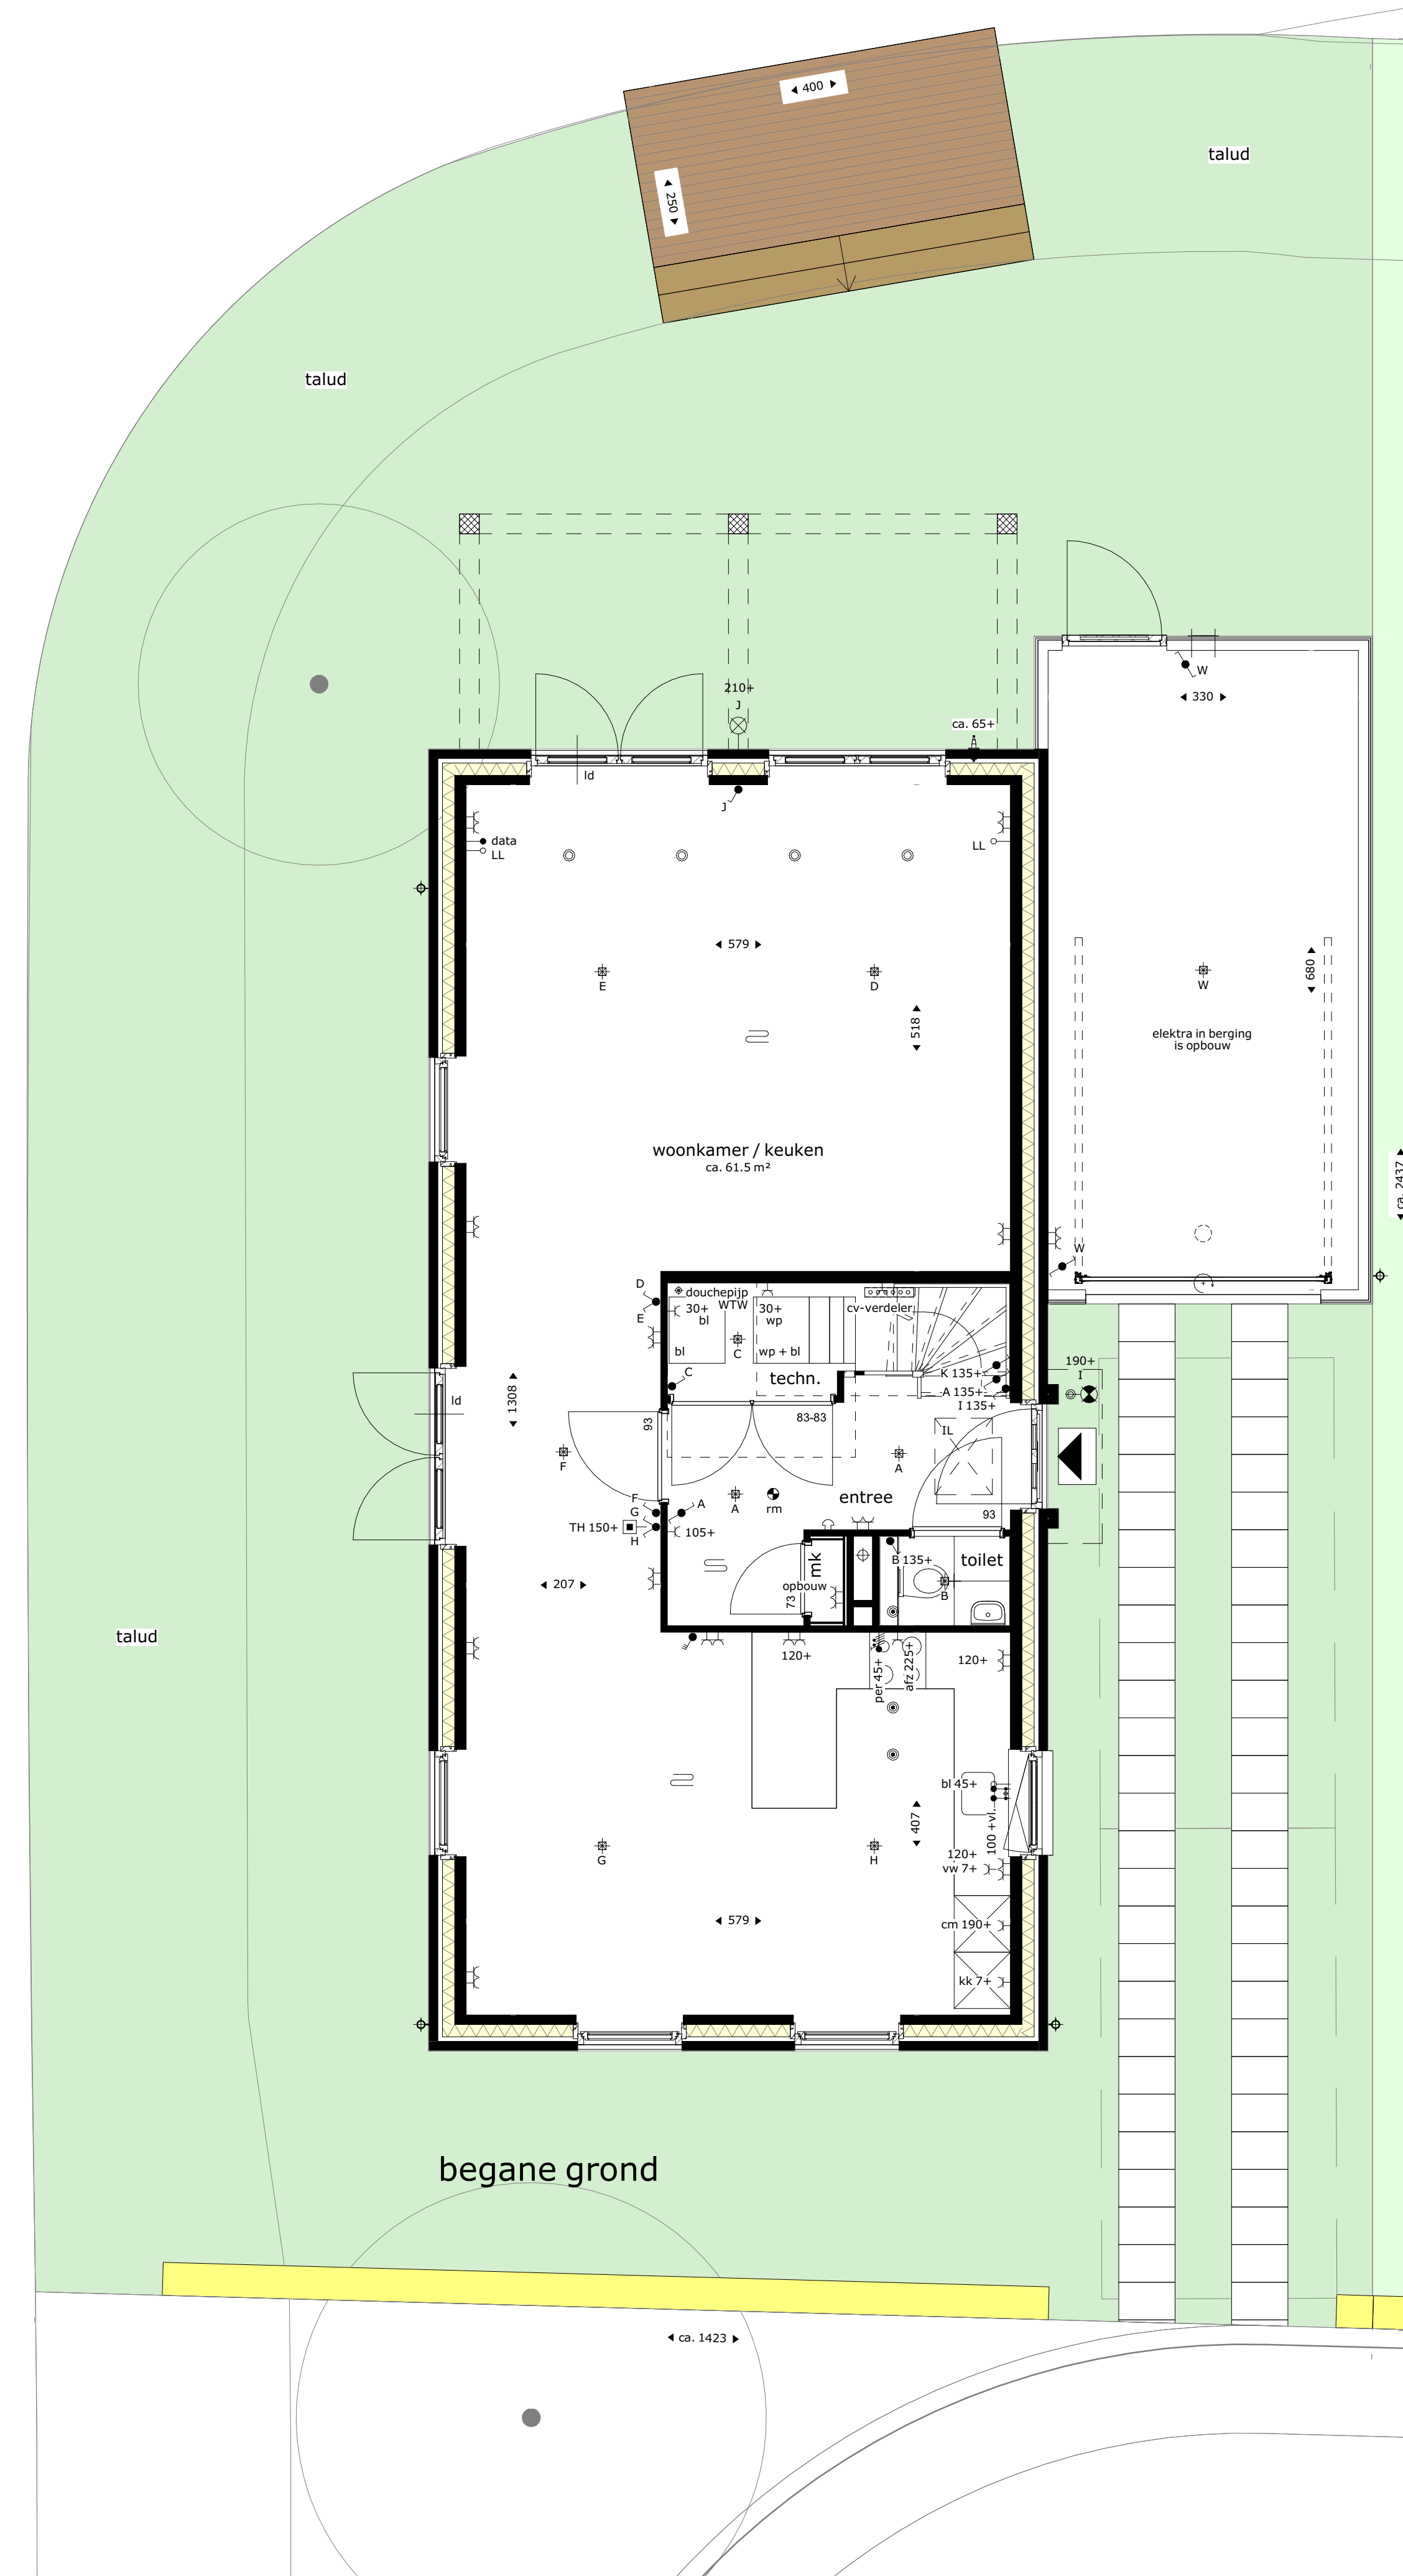 400
talud
250
talud
210+
J
ca. 65+
W
330
ld
J
data
LL
LL
579
E
D
W
680
518
elektra in berging
is opbouw
woonkamer / keuken
ca. 61.5 m²
ca. 2437
W
D
E
douchepijp
WTW
30+
bl
30+
wp
cv-verdeler
C
bl
wp + bl
C
techn.
K 135+
A 135+
I 135+
190+
I
ld
1308
93
83-83
IL
F
A
entree
A
rm
93
F
G
A
TH 150+
H
105+
B 135+
toilet
mk
opbouw
73
B
207
talud
120+
per 45+
afz 225+
120+
bl 45+
100 +vl.
407
G
H
120+
vw 7+
579
cm 190+
kk 7+
begane grond
ca. 1423